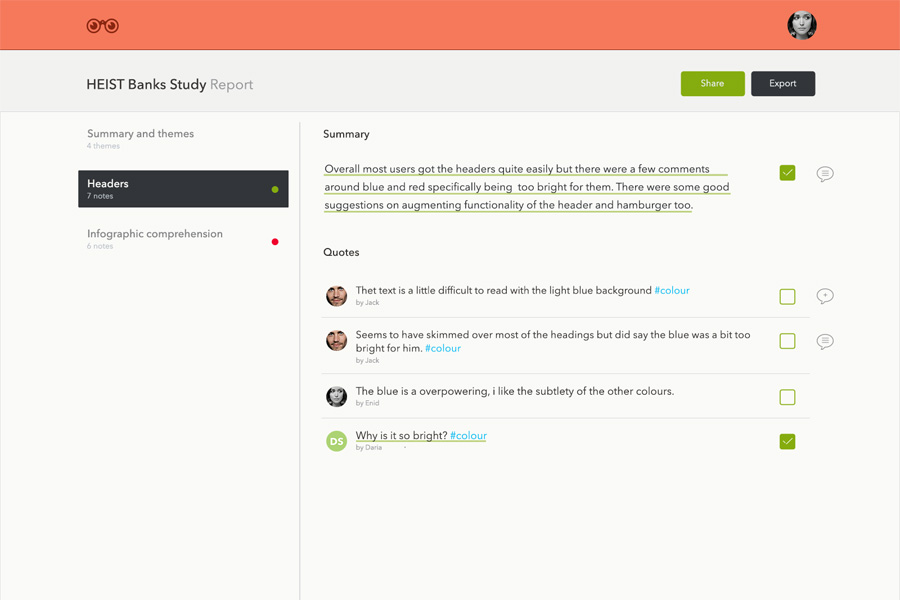 HEIST Banks Study Report
Share
Export
Summary and themes
4 themes
Headers
7 notes
Infographic comprehension
6 notes
Summary
Overall most users got the headers quite easily but there were a few comments
around blue and red specifically being too bright for them. There were some good
suggestions on augmenting functionality of the header and hamburger too.
Quotes
Thet text is a little difficult to read with the light blue background #colour
by Jack
Seems to have skimmed over most of the headings but did say the blue was a bit too
bright for him. #colour
by Jack
The blue is a overpowering, i like the subtlety of the other colours.
by Enid
DS
Why is it so bright? #colour
by Daria